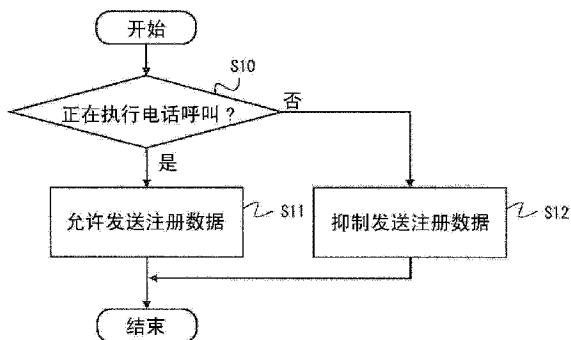 开始
S10
正在执行电话呼叫？
否
是
允许发送注册数据
S11
抑制发送注册数据
S12
结束